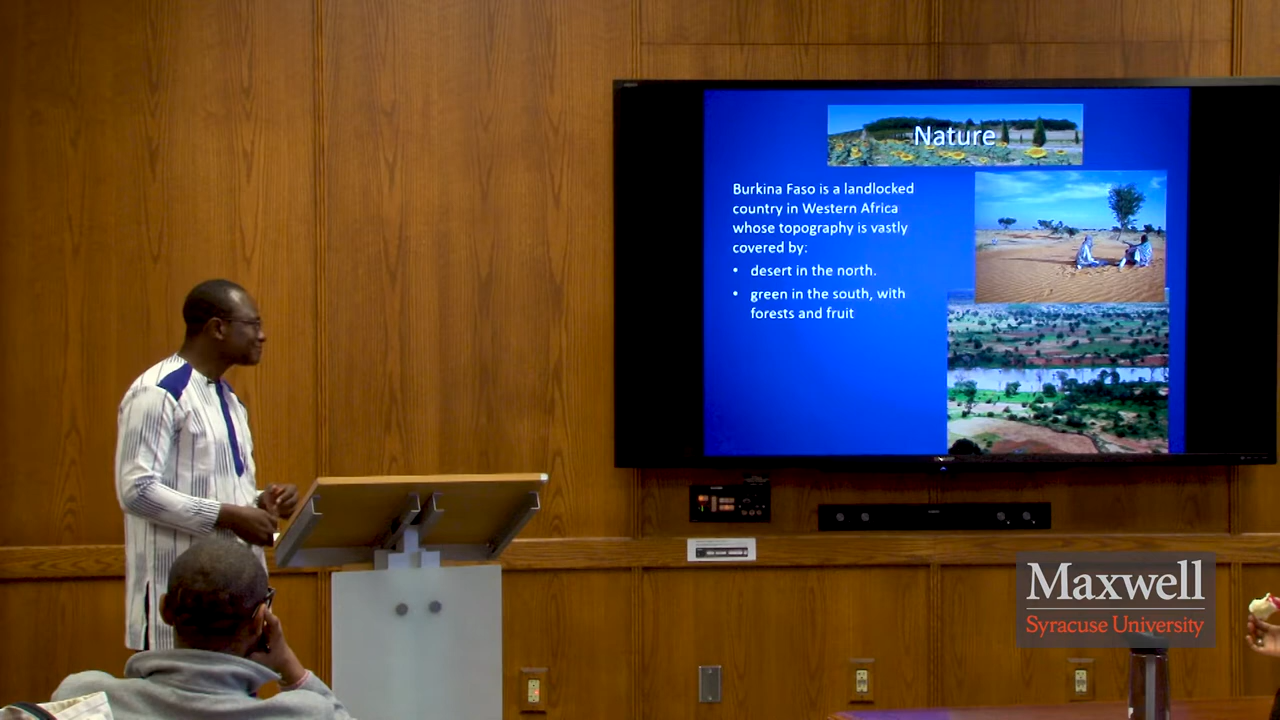 Nature
Burkina Faso is a landlocked
country in Western Africa
whose topography is vastly
covered by:
• desert in the north.
• green in the south, with
forests and fruit
Maxwell
Syracuse University